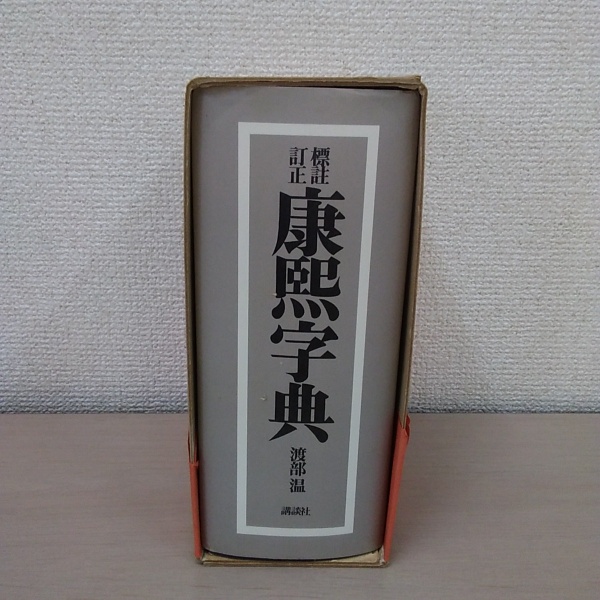 標註
訂正
康熙字典
渡部温
講談社